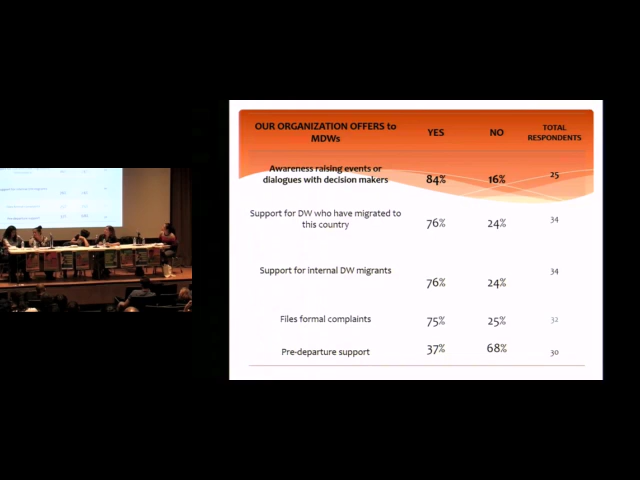 OUR ORGANIZATION OFFERS to
MDWs
YES
NO
TOTAL
RESPONDENTS
Awareness raising events or
dialogues with decision makers
84%
16%
25
Support for DW who have migrated to
this country
76%
24%
34
Support for internal DW migrants
76%
24%
34
Files formal complaints
75%
25%
32
Pre-departure support
37%
68%
30